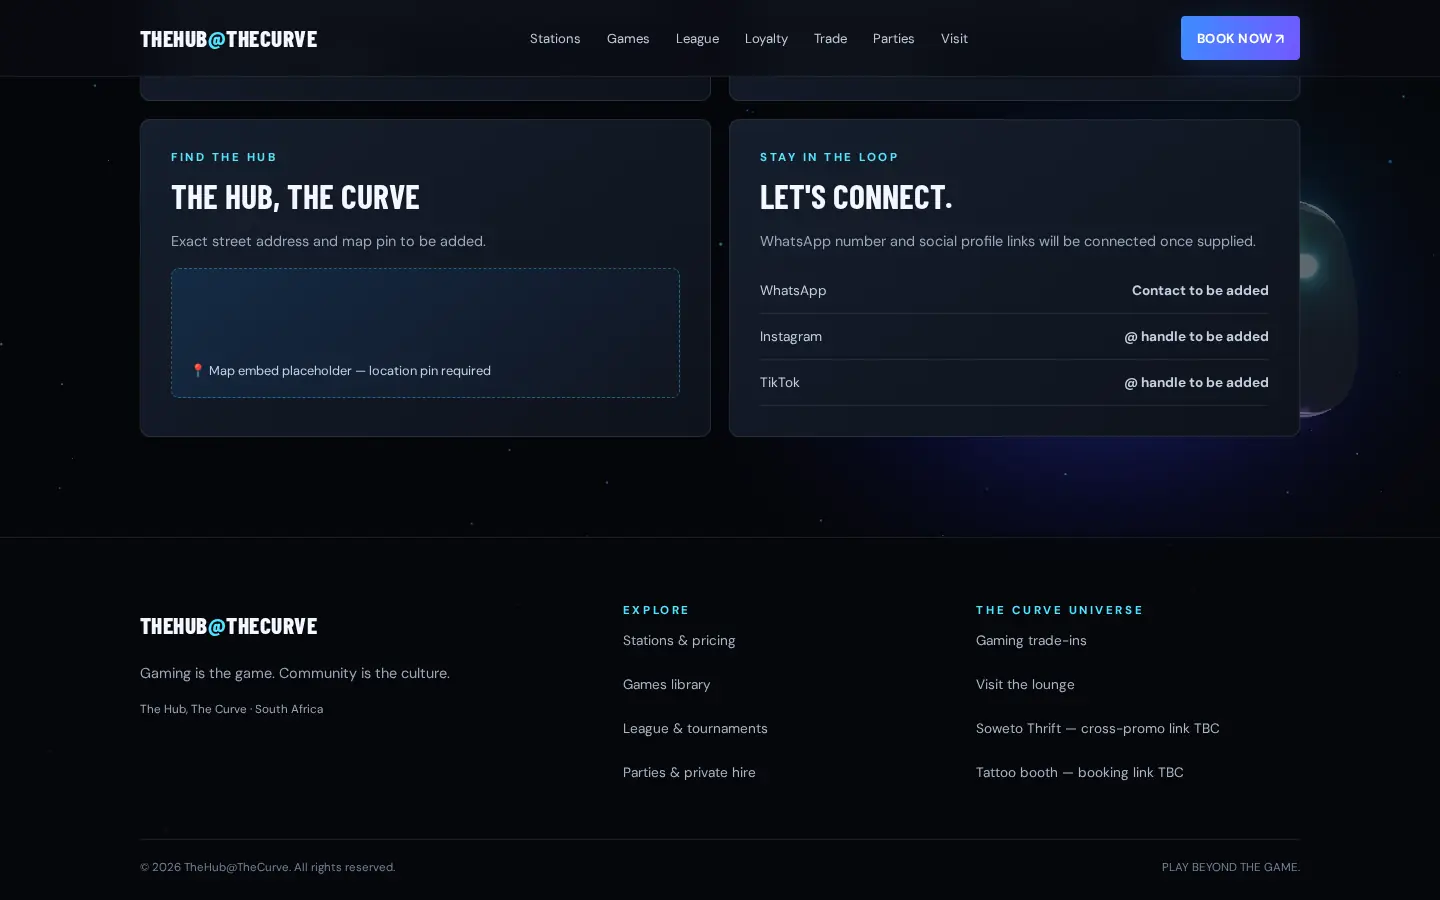 THEHUB@THECURVE
Stations Games League Loyalty Trade Parties Visit
BOOK NOW↗
FIND THE HUB
THE HUB, THE CURVE
Exact street address and map pin to be added.
📍 Map embed placeholder — location pin required
STAY IN THE LOOP
LET'S CONNECT.
WhatsApp number and social profile links will be connected once supplied.
WhatsApp Contact to be added
Instagram @ handle to be added
TikTok @ handle to be added
THEHUB@THECURVE
Gaming is the game. Community is the culture.
The Hub, The Curve · South Africa
EXPLORE
Stations & pricing
Games library
League & tournaments
Parties & private hire
THE CURVE UNIVERSE
Gaming trade-ins
Visit the lounge
Soweto Thrift — cross-promo link TBC
Tattoo booth — booking link TBC
© 2026 TheHub@TheCurve. All rights reserved.
PLAY BEYOND THE GAME.